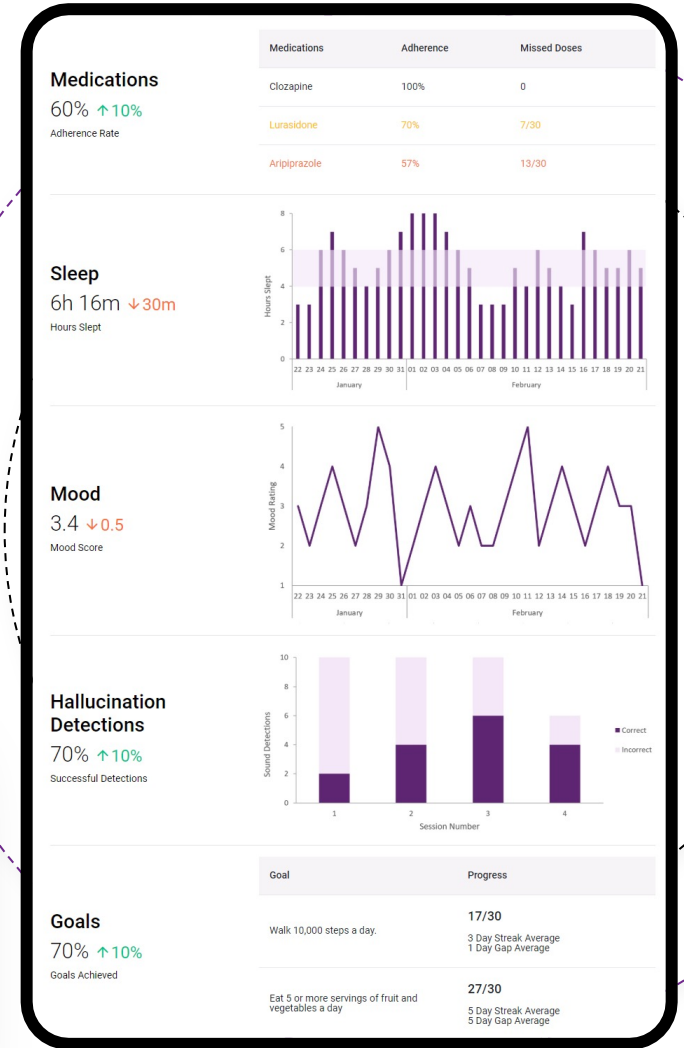 Medications
60% ↑10%
Adherence Rate
Medications Adherence Missed Doses
Clozapine 100% 0
Lurasidone 70% 7/30
Aripiprazole 57% 13/30
Sleep
6h 16m ↓30m
Hours Slept
Hours Slept
8
6
4
2
0
22 23 24 25 26 27 28 29 30 31 01 02 03 04 05 06 07 08 09 10 11 12 13 14 15 16 17 18 19 20 21
January February
Mood
3.4 ↓0.5
Mood Score
Mood Rating
5
4
3
2
1
22 23 24 25 26 27 28 29 30 31 01 02 03 04 05 06 07 08 09 10 11 12 13 14 15 16 17 18 19 20 21
January February
Hallucination
Detections
70% ↑10%
Successful Detections
Sound Detections
10
8
6
4
2
0
1 2 3 4
Session Number
Correct
Incorrect
Goals
70% ↑10%
Goals Achieved
Goal Progress
Walk 10,000 steps a day.
17/30
3 Day Streak Average
1 Day Gap Average
Eat 5 or more servings of fruit and
vegetables a day
27/30
5 Day Streak Average
5 Day Gap Average